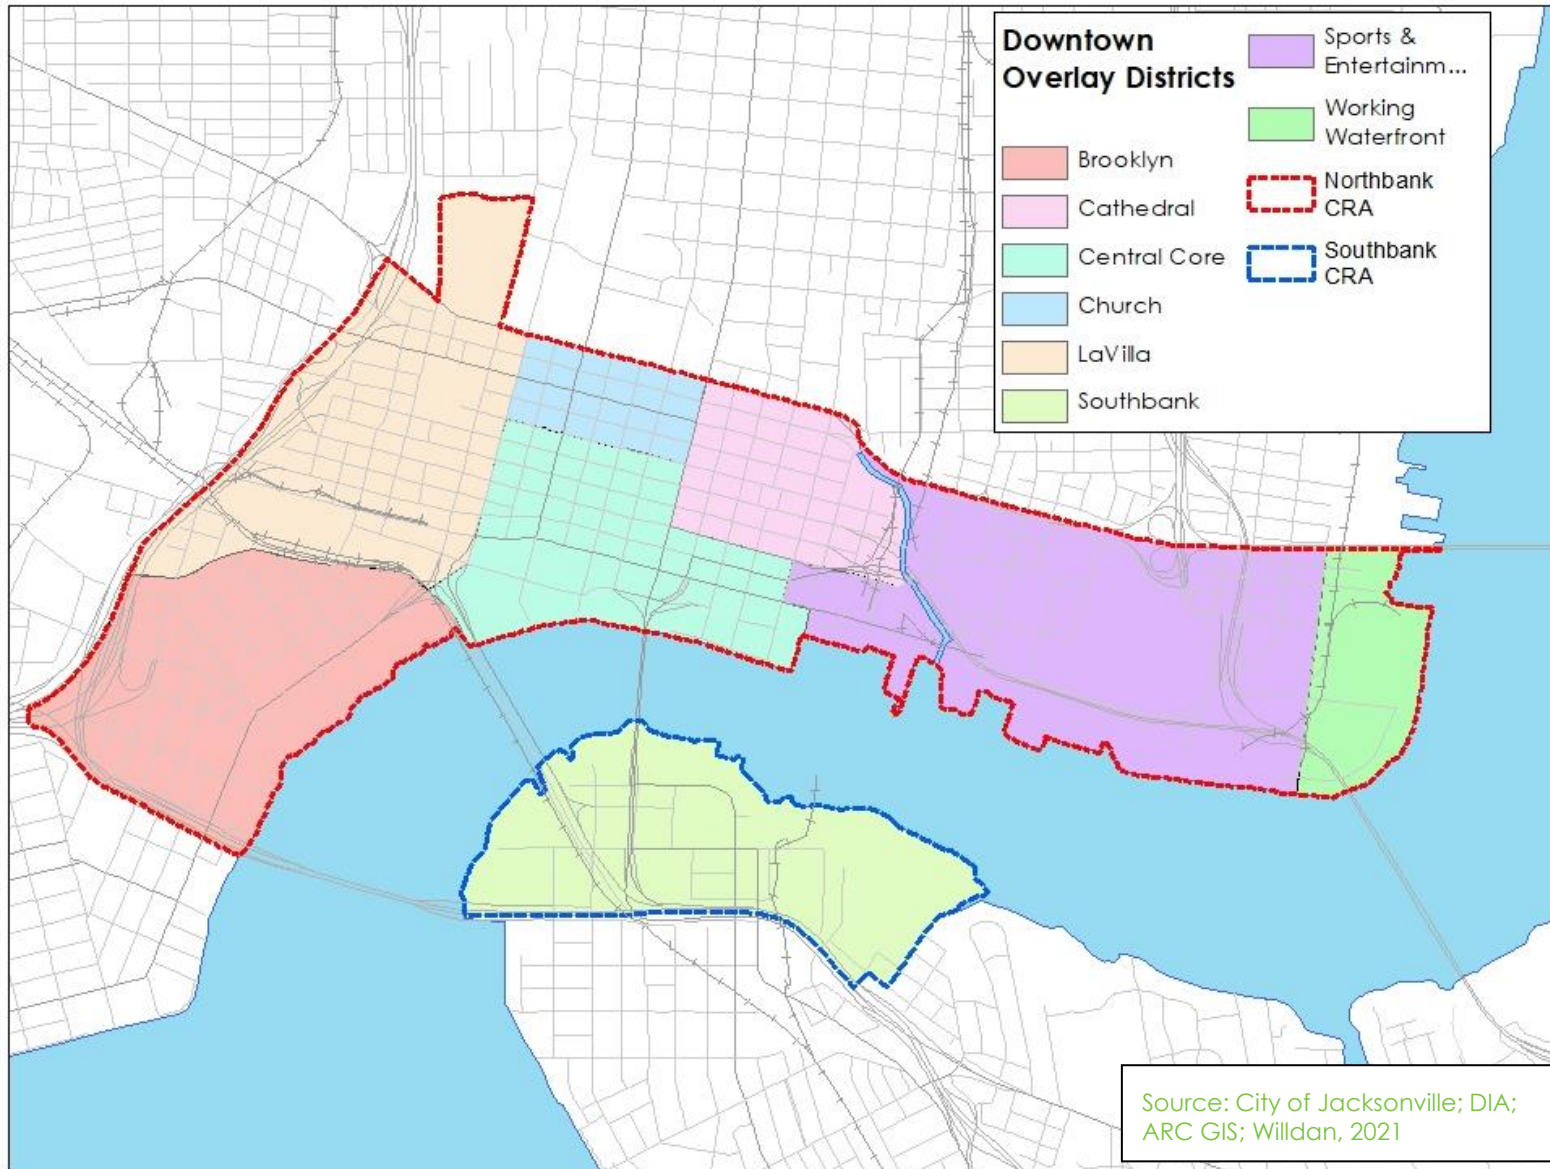 Downtown
Overlay Districts
Brooklyn
Cathedral
Central Core
Church
LaVilla
Southbank
Sports &
Entertainm...
Working
Waterfront
Northbank
CRA
Southbank
CRA
Source: City of Jacksonville; DIA;
ARC GIS; Willdan, 2021